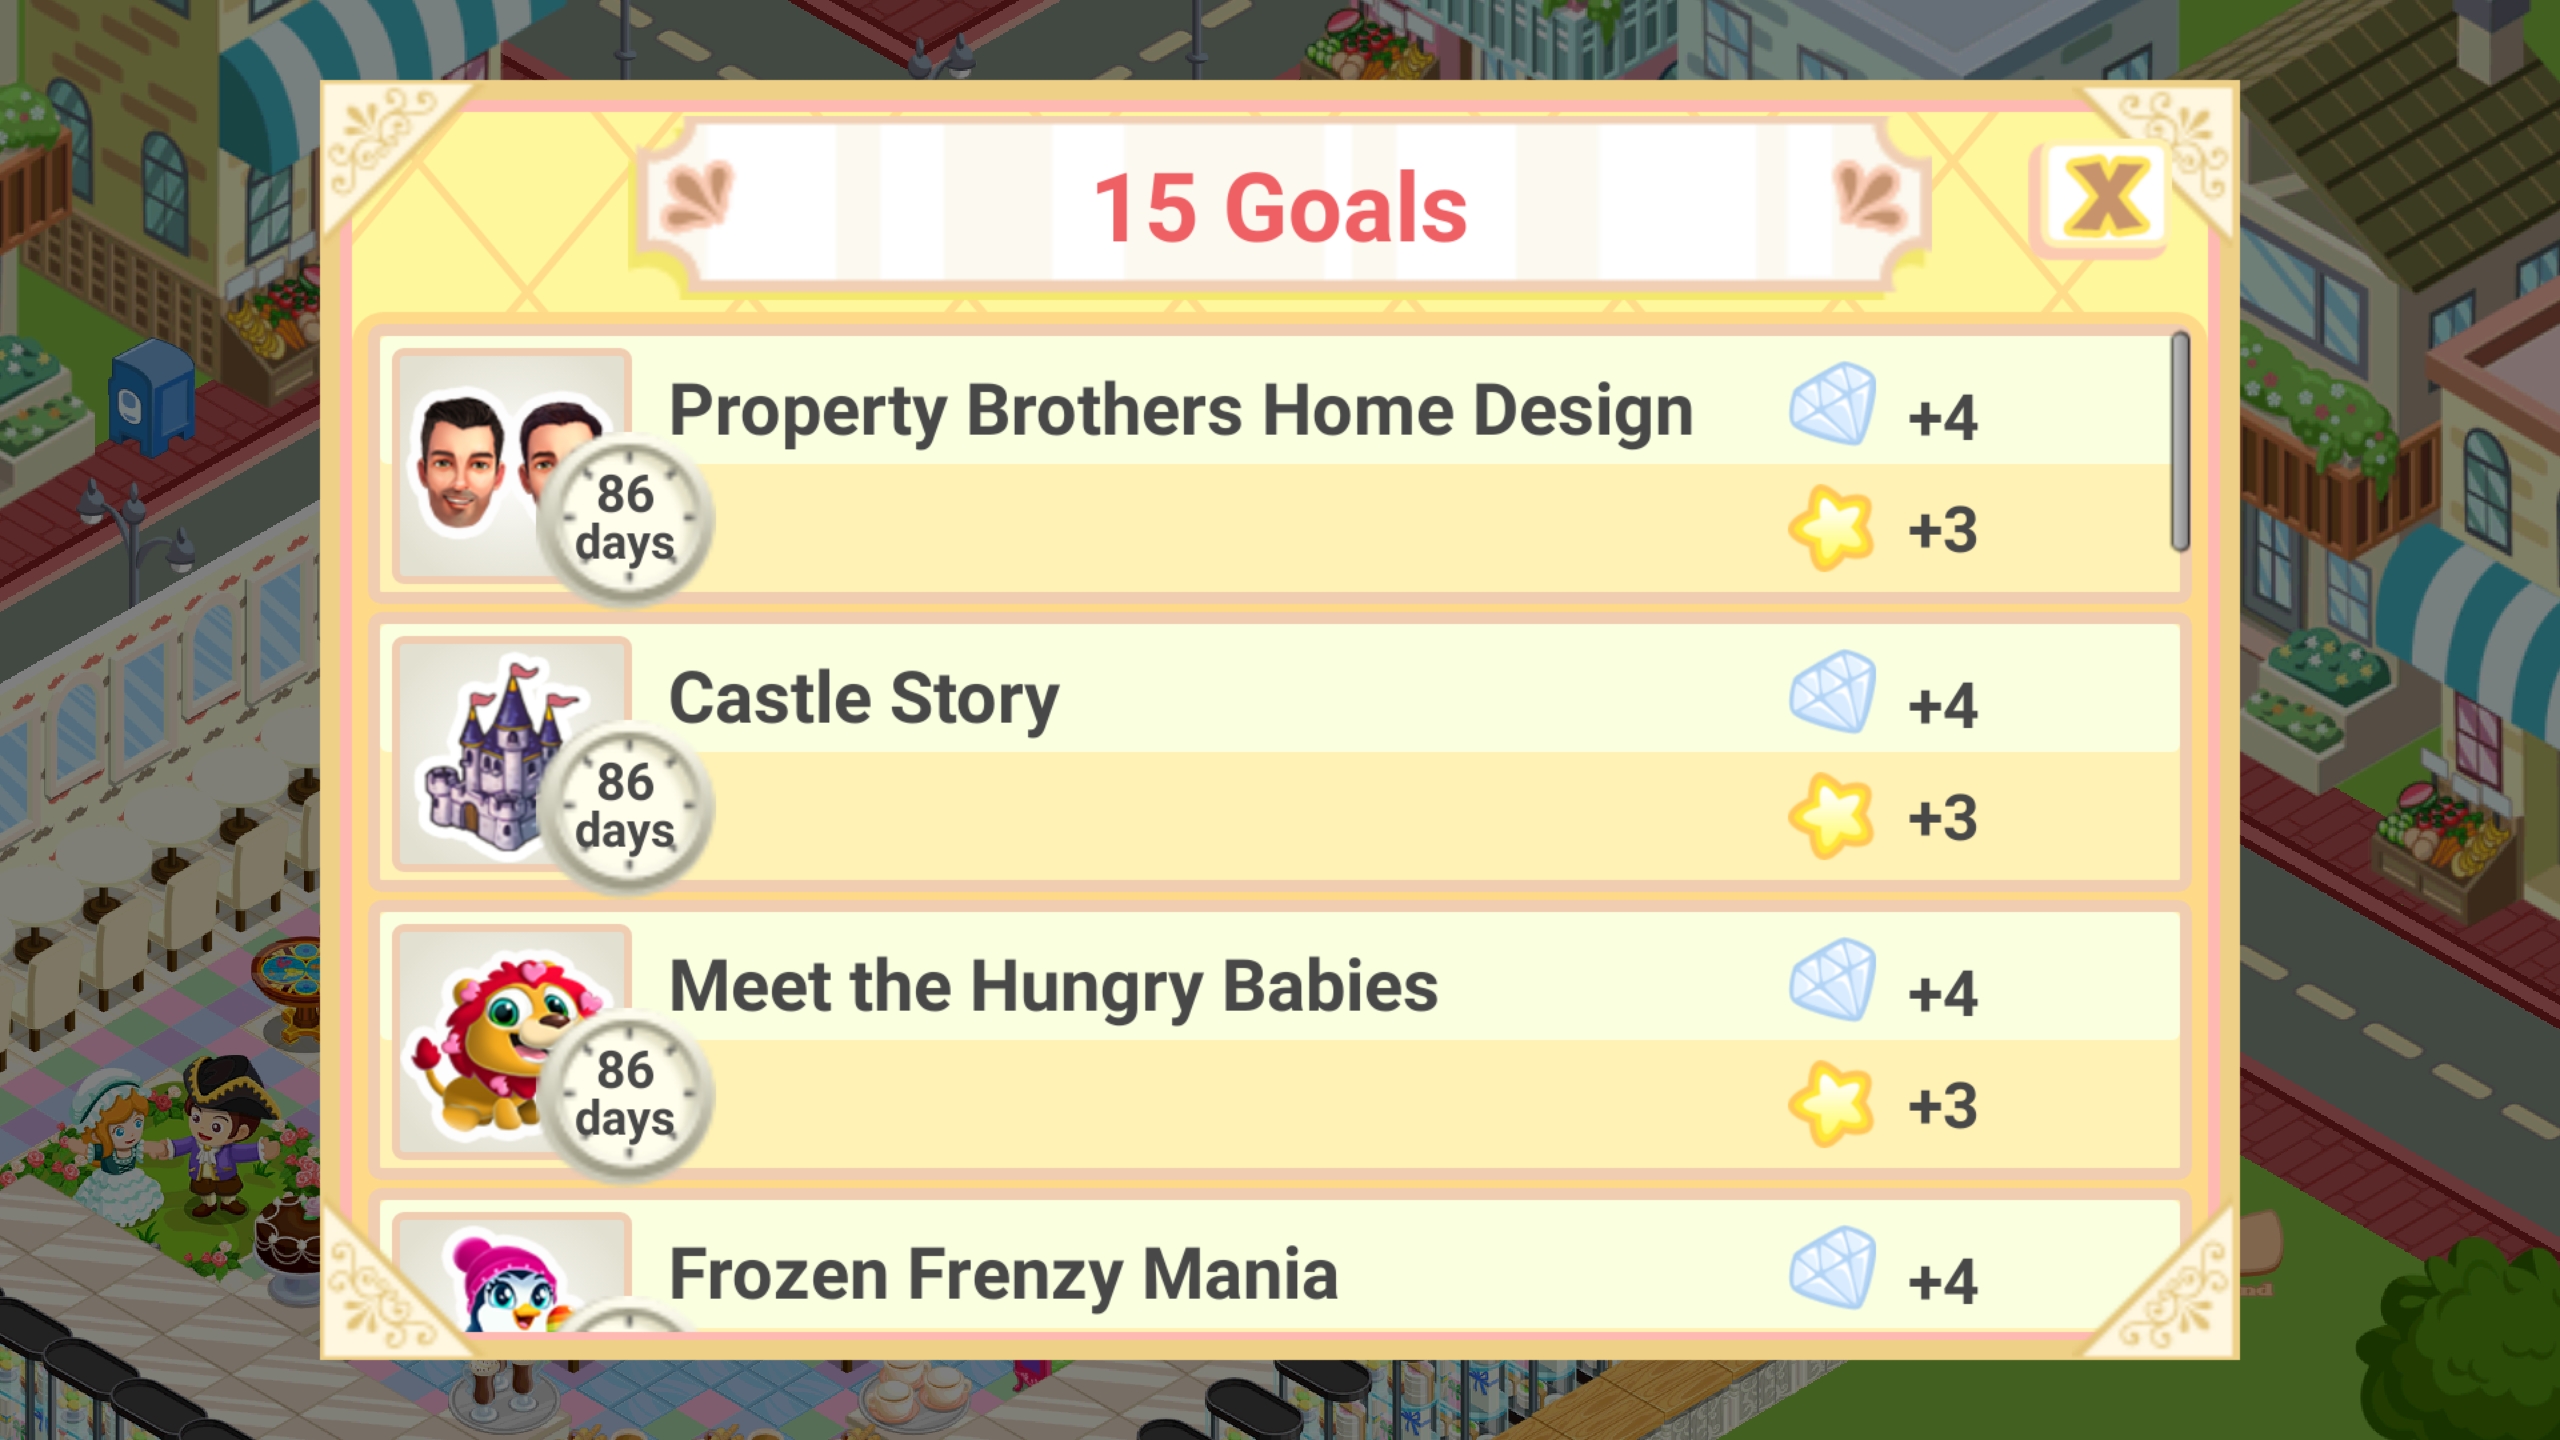 15 Goals
X
Property Brothers Home Design
+4
86
days
+3
Castle Story
+4
86
days
+3
Meet the Hungry Babies
+4
86
days
+3
Frozen Frenzy Mania
+4